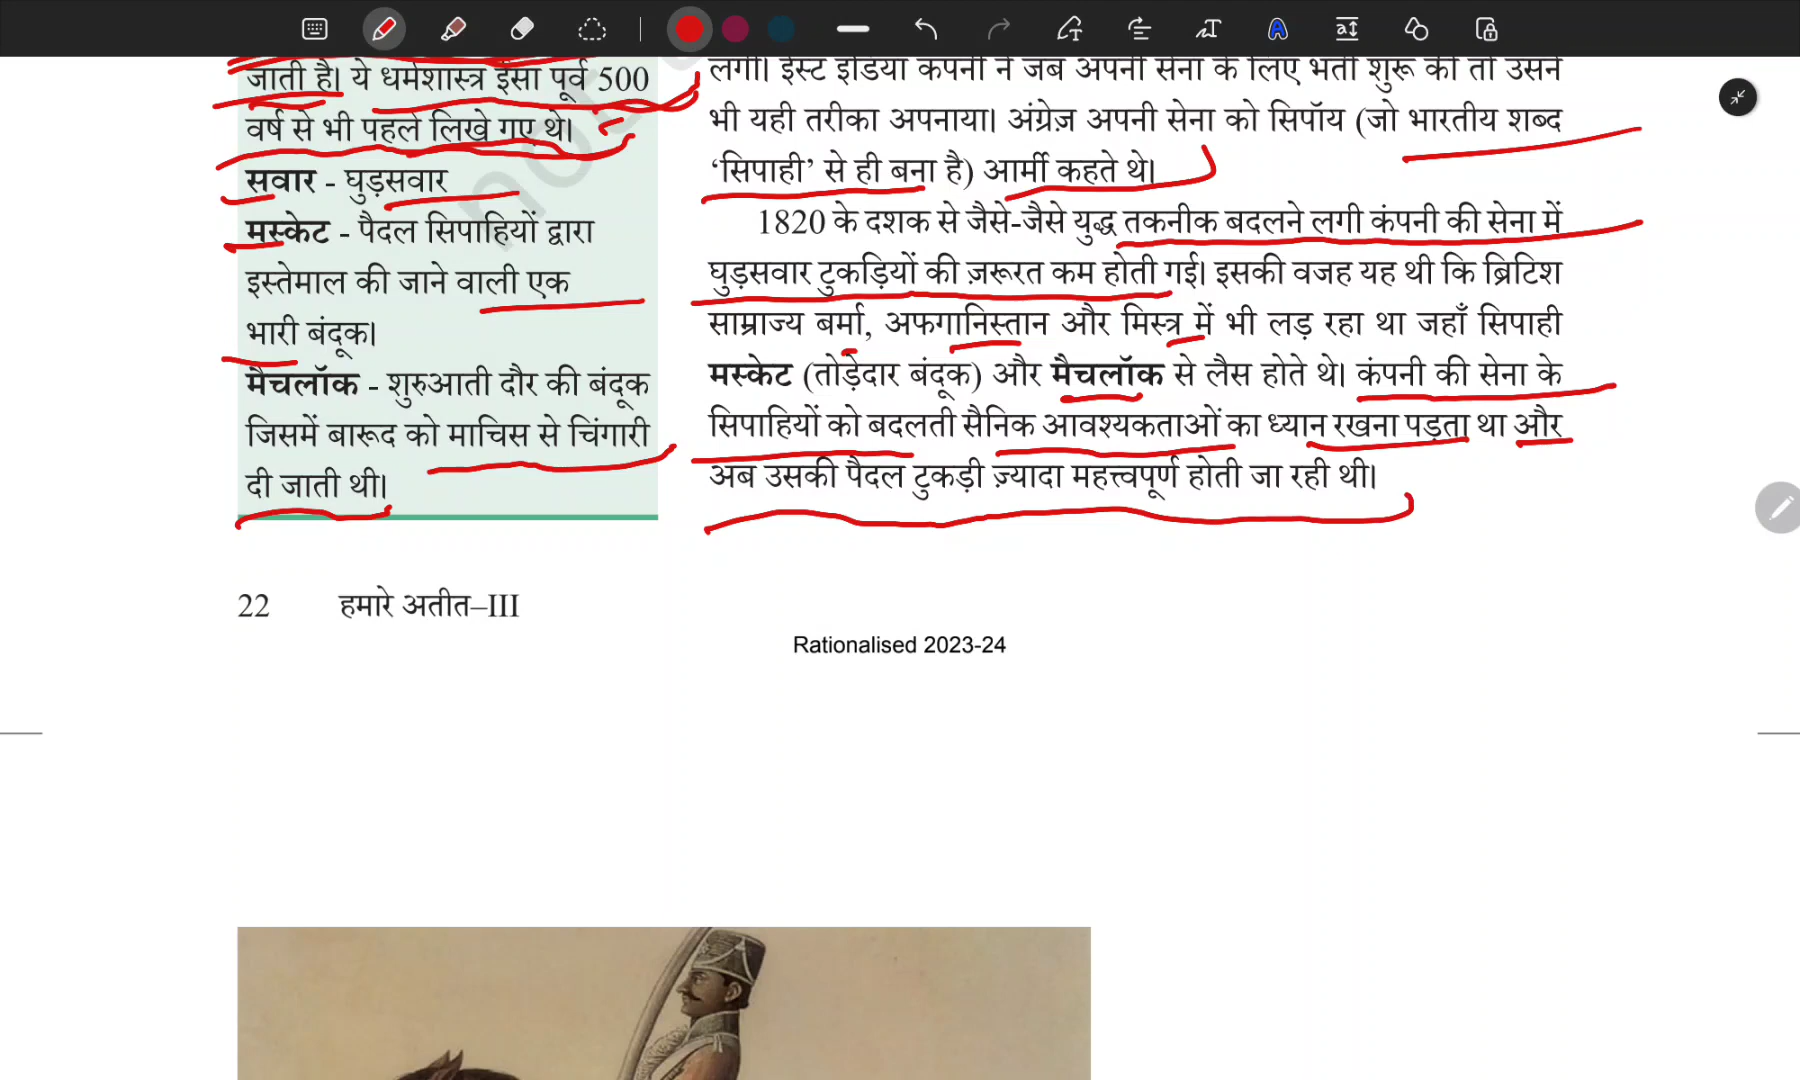 जाती है। ये धर्मशास्त्र ईसा पूर्व 500
वर्ष से भी पहले लिखे गए थे।
सवार - घुड़सवार
मस्केट - पैदल सिपाहियों द्वारा
इस्तेमाल की जाने वाली एक
भारी बंदूक।
मैचलॉक - शुरुआती दौर की बंदूक
जिसमें बारूद को माचिस से चिंगारी
दी जाती थी।
लगी। ईस्ट इंडिया कंपनी ने जब अपनी सेना के लिए भर्ती शुरू की तो उसने
भी यही तरीका अपनाया। अंग्रेज़ अपनी सेना को सिपॉय (जो भारतीय शब्द
‘सिपाही’ से ही बना है) आर्मी कहते थे।
1820 के दशक से जैसे-जैसे युद्ध तकनीक बदलने लगी कंपनी की सेना में
घुड़सवार टुकड़ियों की ज़रूरत कम होती गई। इसकी वजह यह थी कि ब्रिटिश
साम्राज्य बर्मा, अफगानिस्तान और मिस्त्र में भी लड़ रहा था जहाँ सिपाही
मस्केट (तोड़ेदार बंदूक) और मैचलॉक से लैस होते थे। कंपनी की सेना के
सिपाहियों को बदलती सैनिक आवश्यकताओं का ध्यान रखना पड़ता था और
अब उसकी पैदल टुकड़ी ज़्यादा महत्त्वपूर्ण होती जा रही थी।
22 हमारे अतीत–III
Rationalised 2023-24